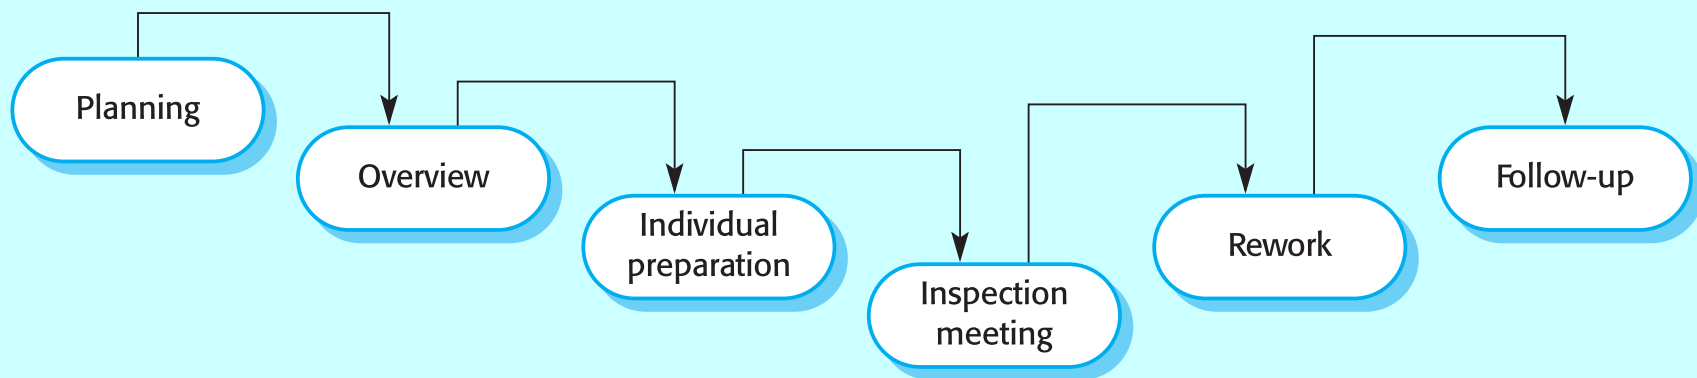 Planning
Overview
Individual
preparation
Inspection
meeting
Rework
Follow-up